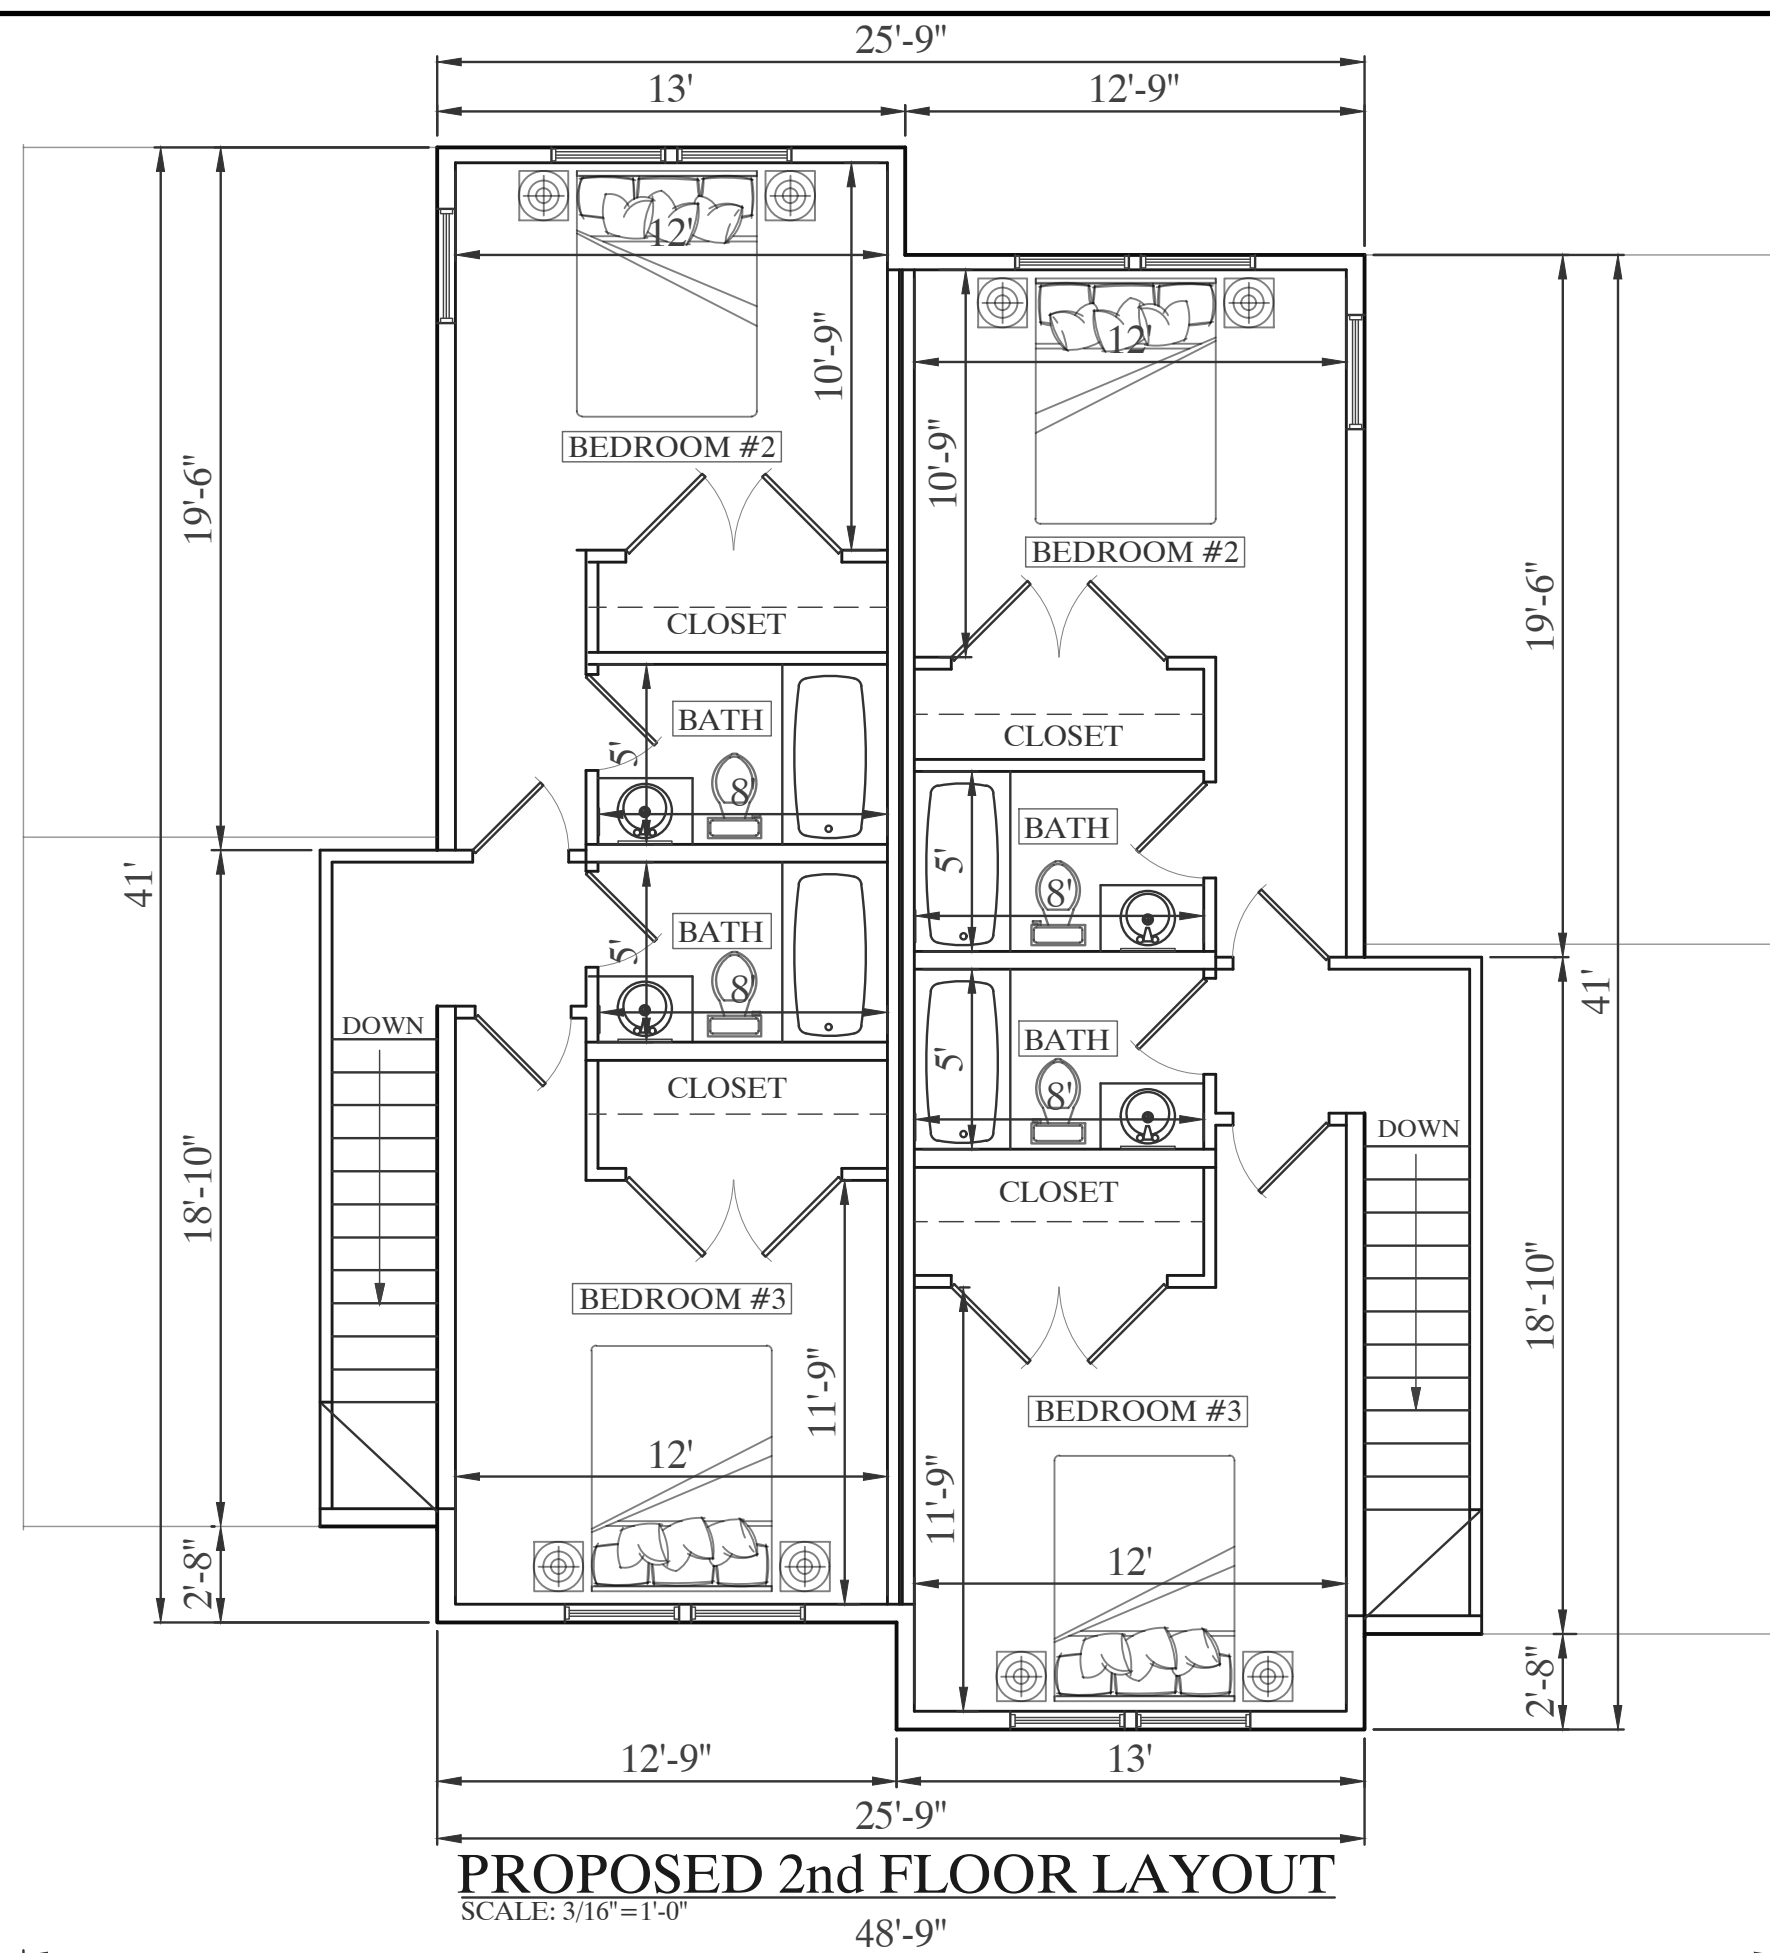 25'-9"
13'
12'-9"
12'
10'-9"
12'
10'-9"
BEDROOM #2
19'-6"
BEDROOM #2
19'-6"
CLOSET
BATH
CLOSET
5'
8'
BATH
41'
5'
8'
BATH
5'
8'
41'
DOWN
BATH
5'
8'
CLOSET
DOWN
18'-10"
CLOSET
BEDROOM #3
18'-10"
11'-9"
BEDROOM #3
12'
11'-9"
12'
2'-8"
2'-8"
12'-9"
13'
25'-9"
PROPOSED 2nd FLOOR LAYOUT
SCALE: 3/16"=1'-0"
48'-9"